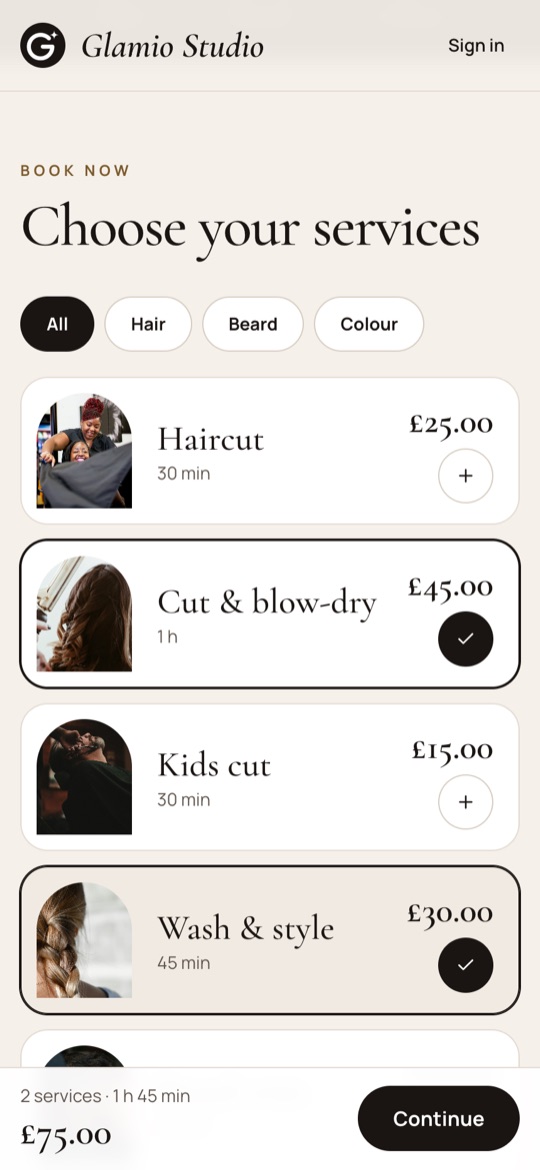 Glamio Studio
Sign in
BOOK NOW
Choose your services
All
Hair
Beard
Colour
Haircut
30 min
£25.00
+
Cut & blow-dry
1 h
£45.00
Kids cut
30 min
£15.00
+
Wash & style
45 min
£30.00
2 services · 1 h 45 min
£75.00
Continue